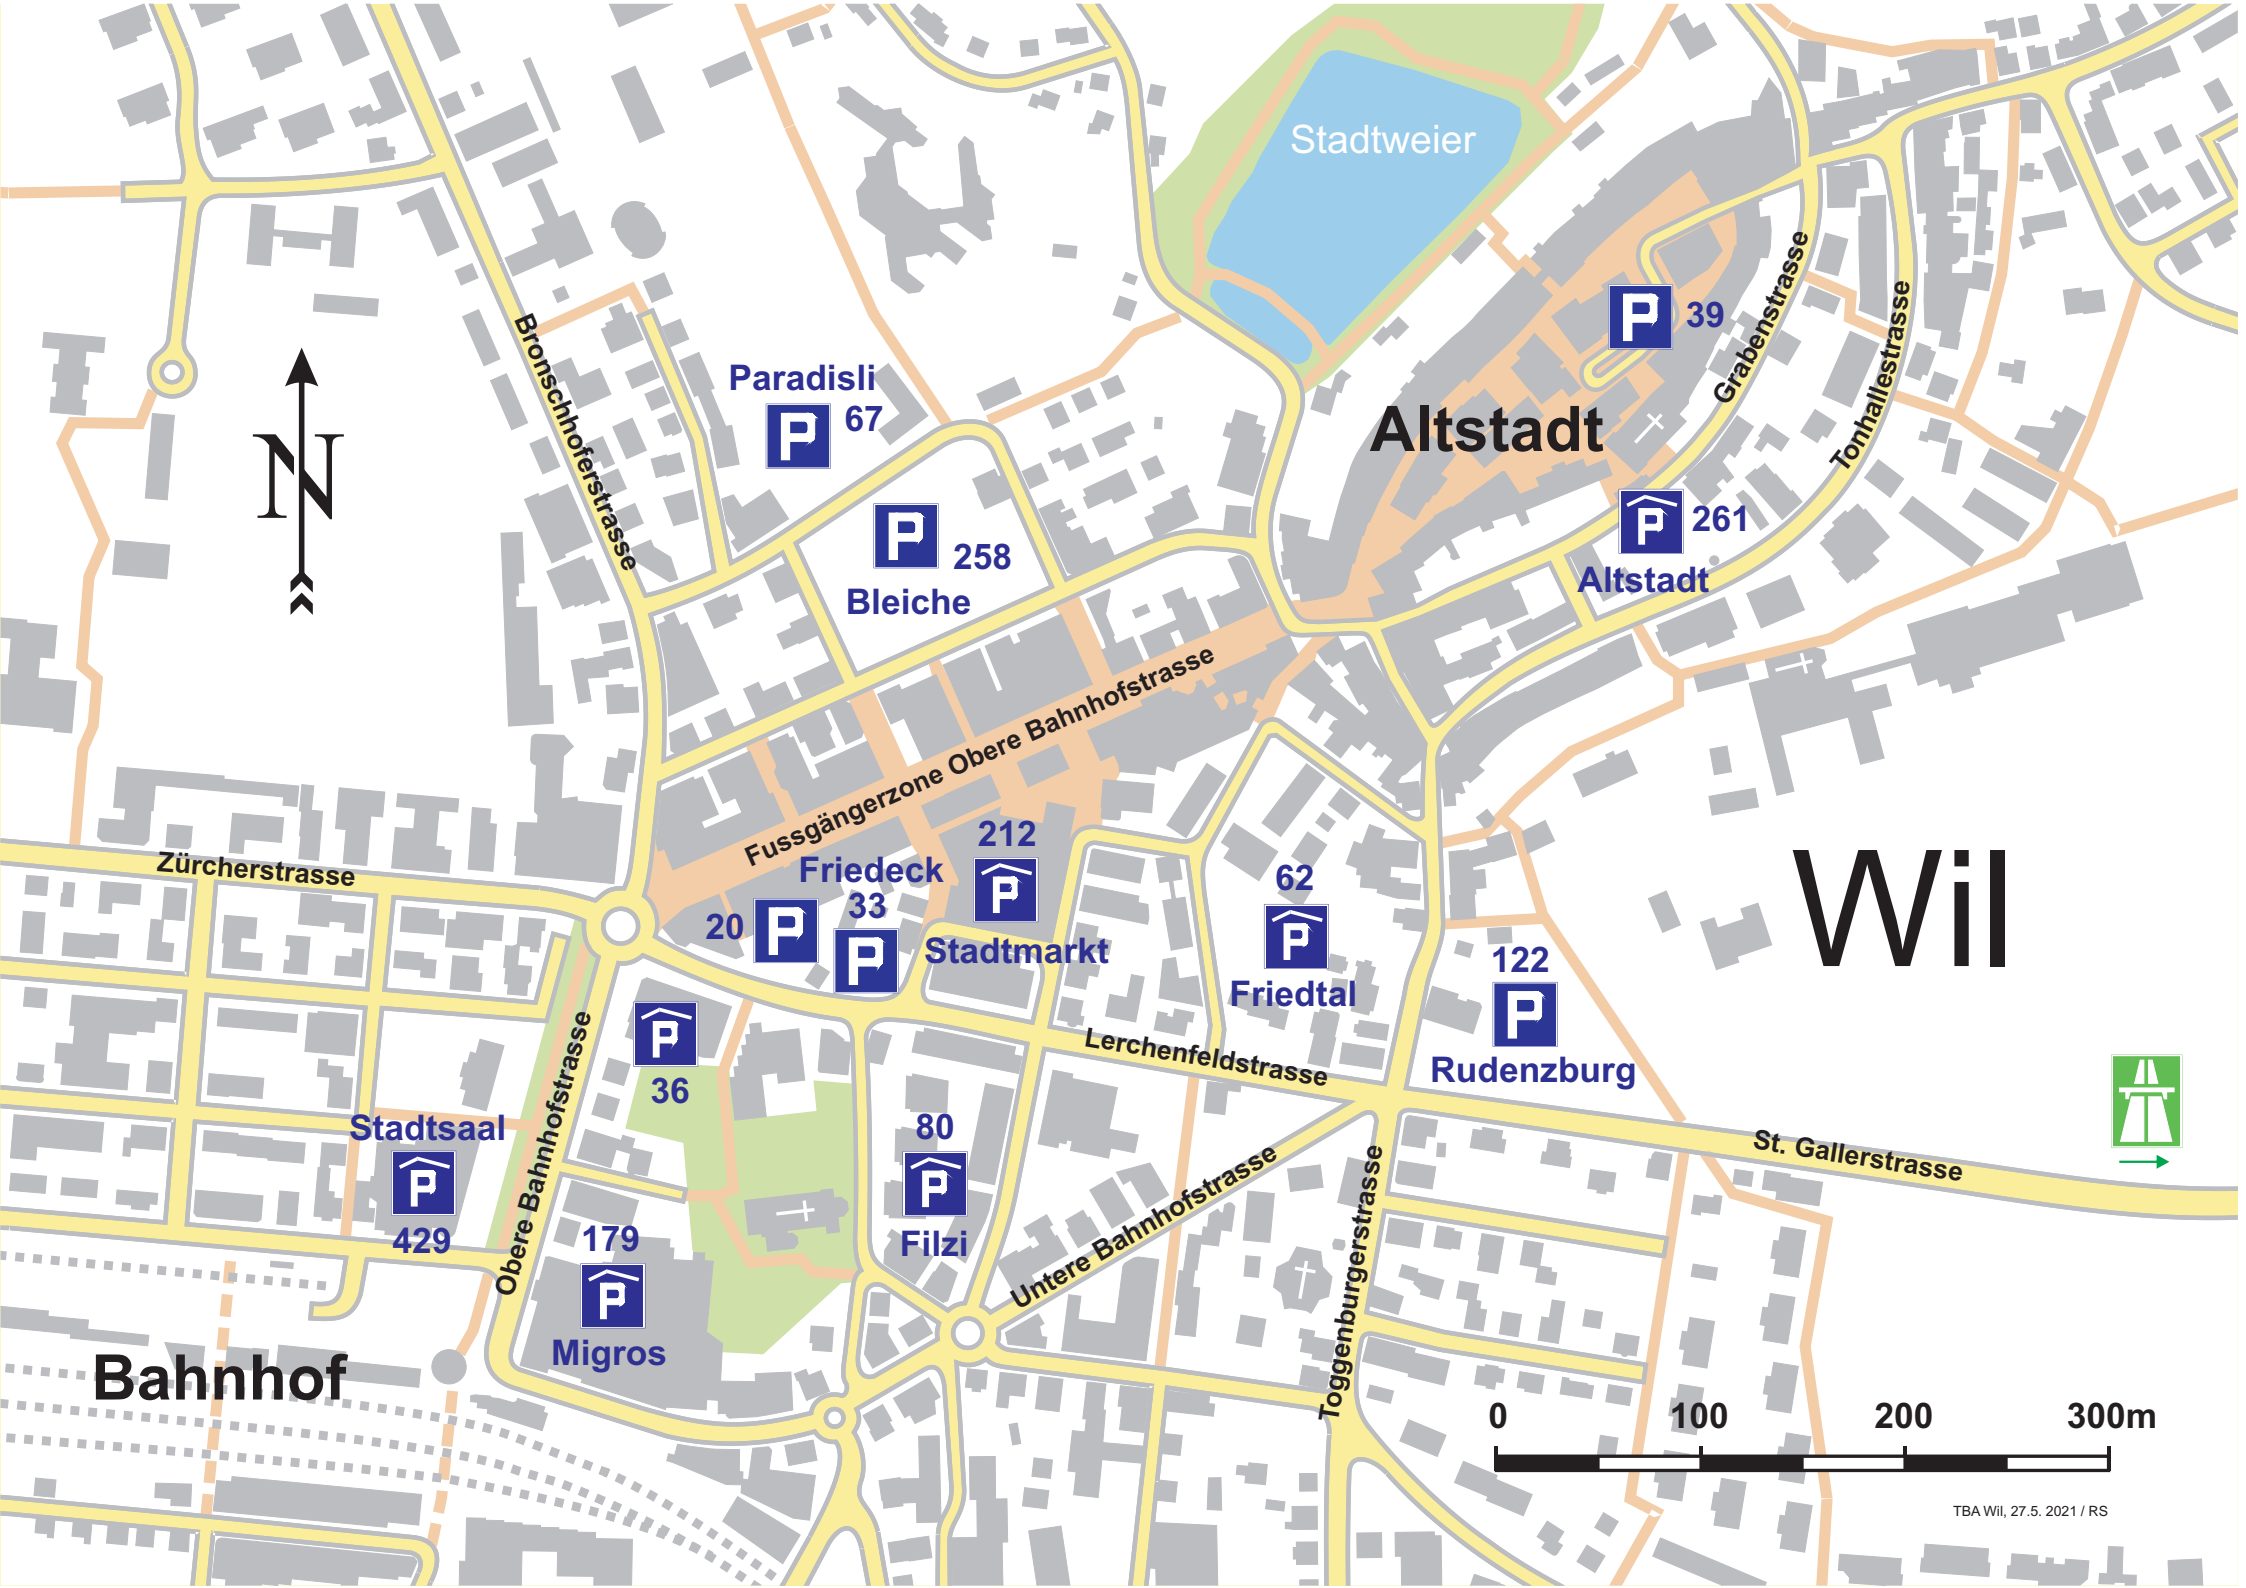 Stadtweier
P 39
Paradisli
P 67
Altstadt
Bronschhoferstrasse
Grabenstrasse
Tonhallestrasse
N
P 258
Bleiche
P 261
Altstadt
Fussgängerzone Obere Bahnhofstrasse
Zürcherstrasse
Friedeck
20 P
33
P
212
P
Stadtmarkt
62
P
Friedtal
Wil
122
P
Rudenzburg
P
36
Lerchenfeldstrasse
Obere Bahnhofstrasse
Stadtsaal
P
429
80
P
Filzi
St. Gallerstrasse
179
P
Migros
Untere Bahnhofstrasse
Toggenburgerstrasse
Bahnhof
0 100 200 300m
TBA Wil, 27.5. 2021 / RS